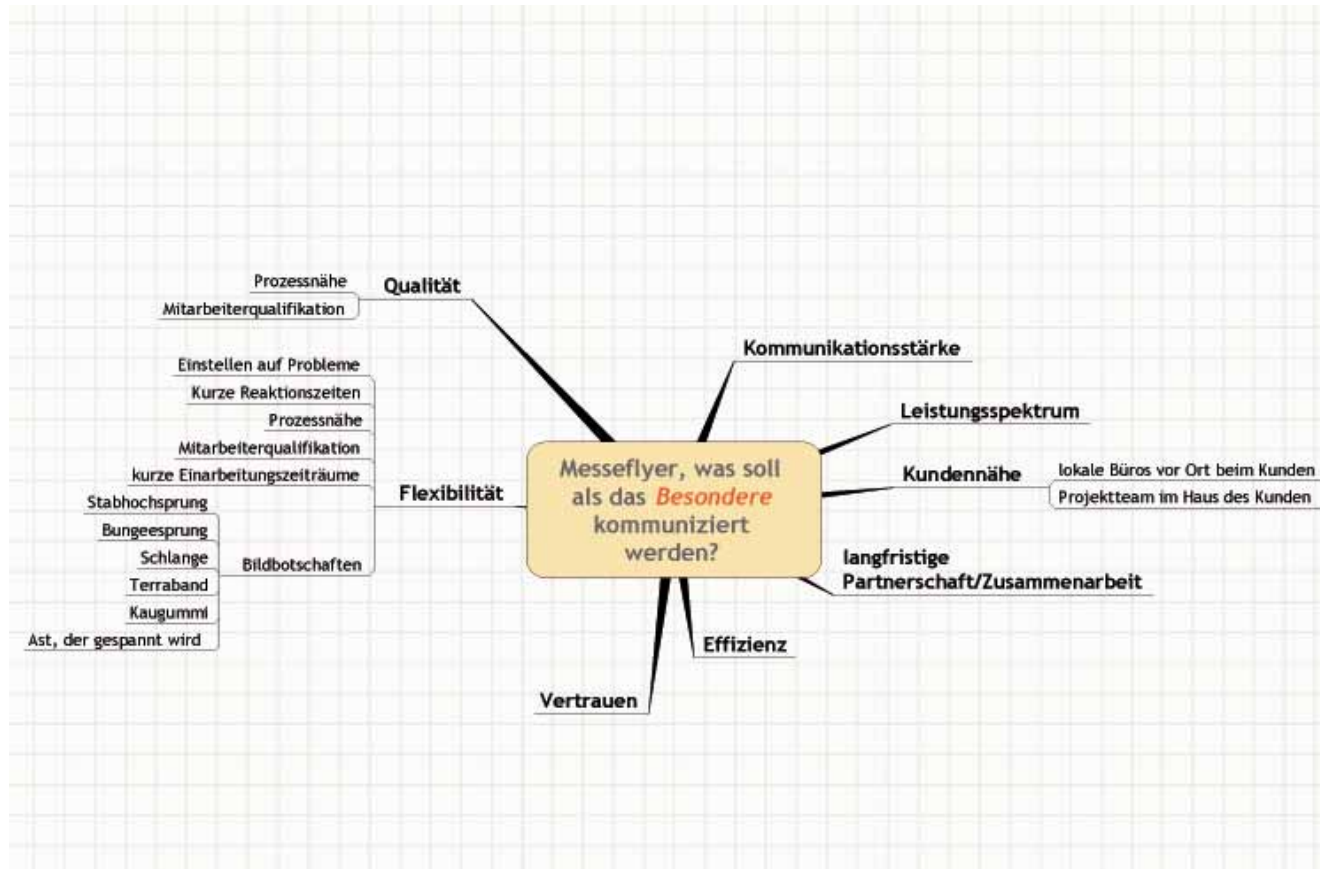 Messeflyer, was soll
als das Besondere
kommuniziert
werden?
Kommunikationsstärke
Leistungsspektrum
Kundennähe
lokale Büros vor Ort beim Kunden
Projektteam im Haus des Kunden
langfristige
Partnerschaft/Zusammenarbeit
Effizienz
Vertrauen
Flexibilität
Einstellen auf Probleme
Kurze Reaktionszeiten
Prozessnähe
Mitarbeiterqualifikation
kurze Einarbeitungszeiträume
Bildbotschaften
Stabhochsprung
Bungeesprung
Schlange
Terraband
Kaugummi
Ast, der gespannt wird
Qualität
Prozessnähe
Mitarbeiterqualifikation